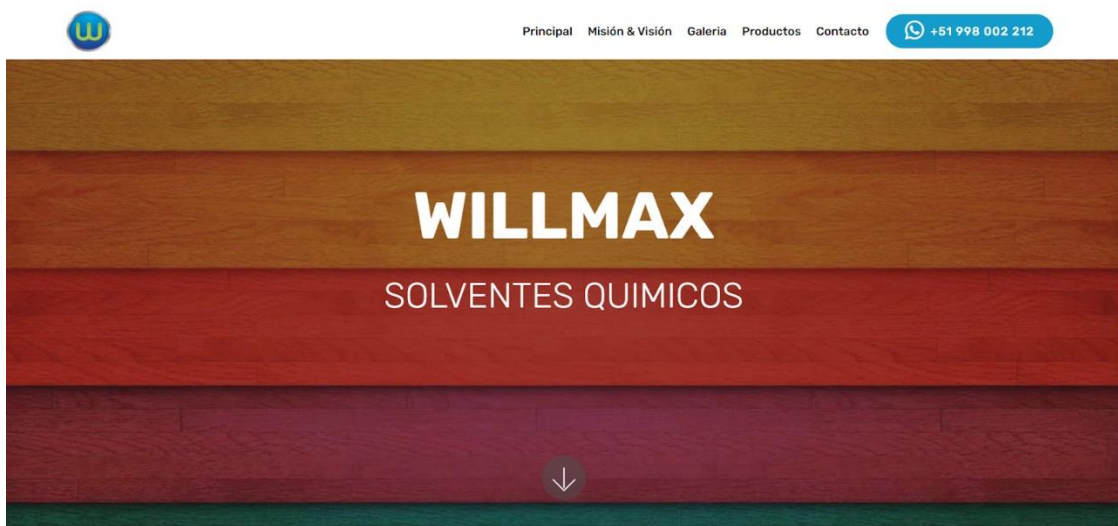 W
Principal Misión & Visión Galeria Productos Contacto +51 998 002 212
WILLMAX
SOLVENTES QUIMICOS